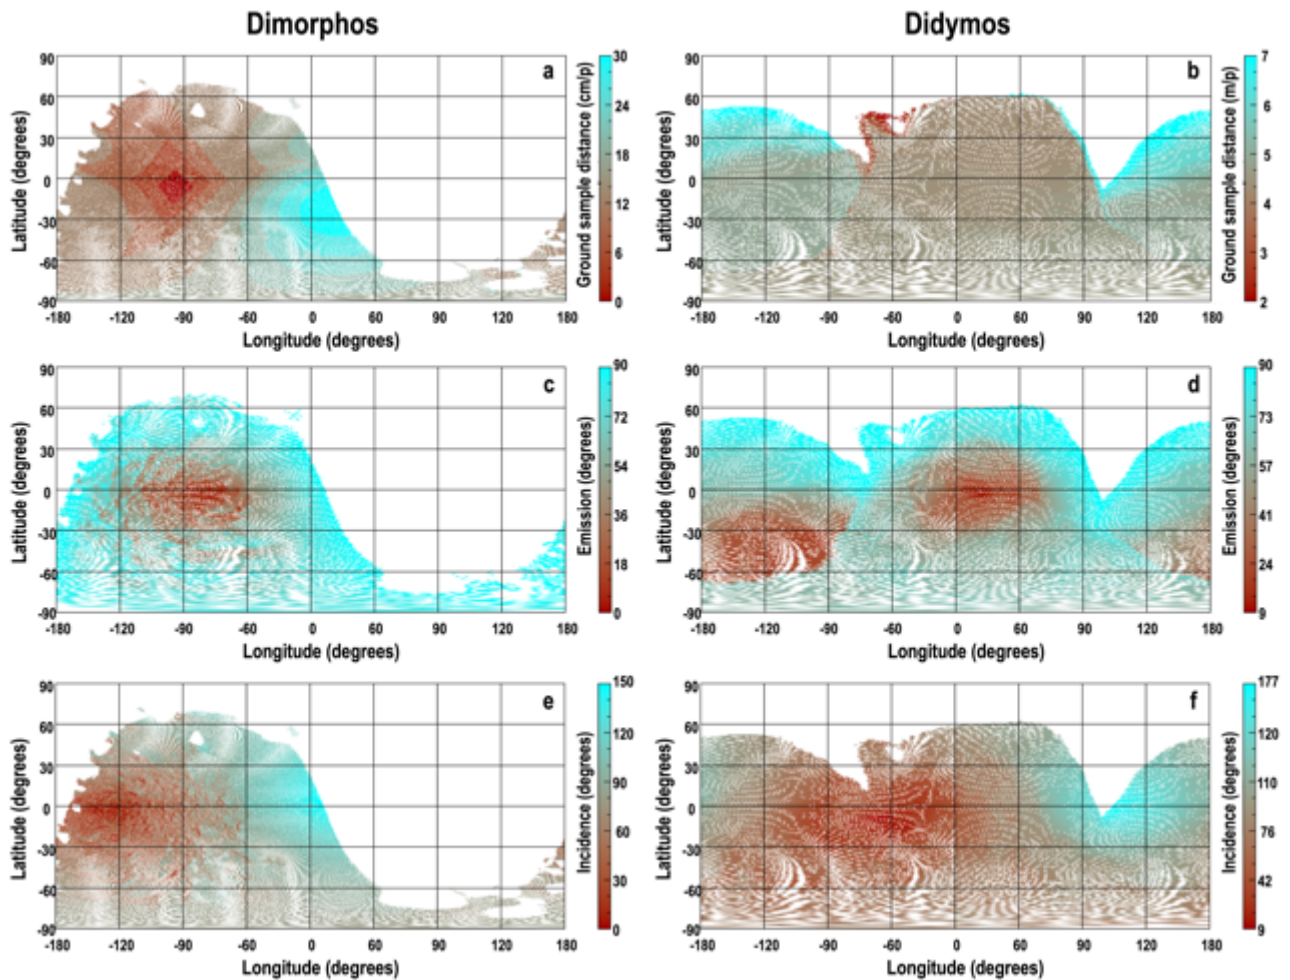 Dimorphos
Didymos
a
90
60
30
0
-30
-60
-90
Latitude (degrees)
-180 -120 -90 -60 0 60 90 120 180
Longitude (degrees)
30
24
18
12
6
0
Ground sample distance (cm/p)
b
90
60
30
0
-30
-60
-90
Latitude (degrees)
-180 -120 -90 -60 0 60 90 120 180
Longitude (degrees)
7
6
5
4
3
2
Ground sample distance (m/p)
c
90
60
30
0
-30
-60
-90
Latitude (degrees)
-180 -120 -90 -60 0 60 90 120 180
Longitude (degrees)
90
72
54
36
18
0
Emission (degrees)
d
90
60
30
0
-30
-60
-90
Latitude (degrees)
-180 -120 -90 -60 0 60 90 120 180
Longitude (degrees)
90
73
57
41
24
9
Emission (degrees)
e
90
60
30
0
-30
-60
-90
Latitude (degrees)
-180 -120 -90 -60 0 60 90 120 180
Longitude (degrees)
150
120
90
60
30
0
Incidence (degrees)
f
90
60
30
0
-30
-60
-90
Latitude (degrees)
-180 -120 -90 -60 0 60 90 120 180
Longitude (degrees)
177
120
110
76
42
9
Incidence (degrees)